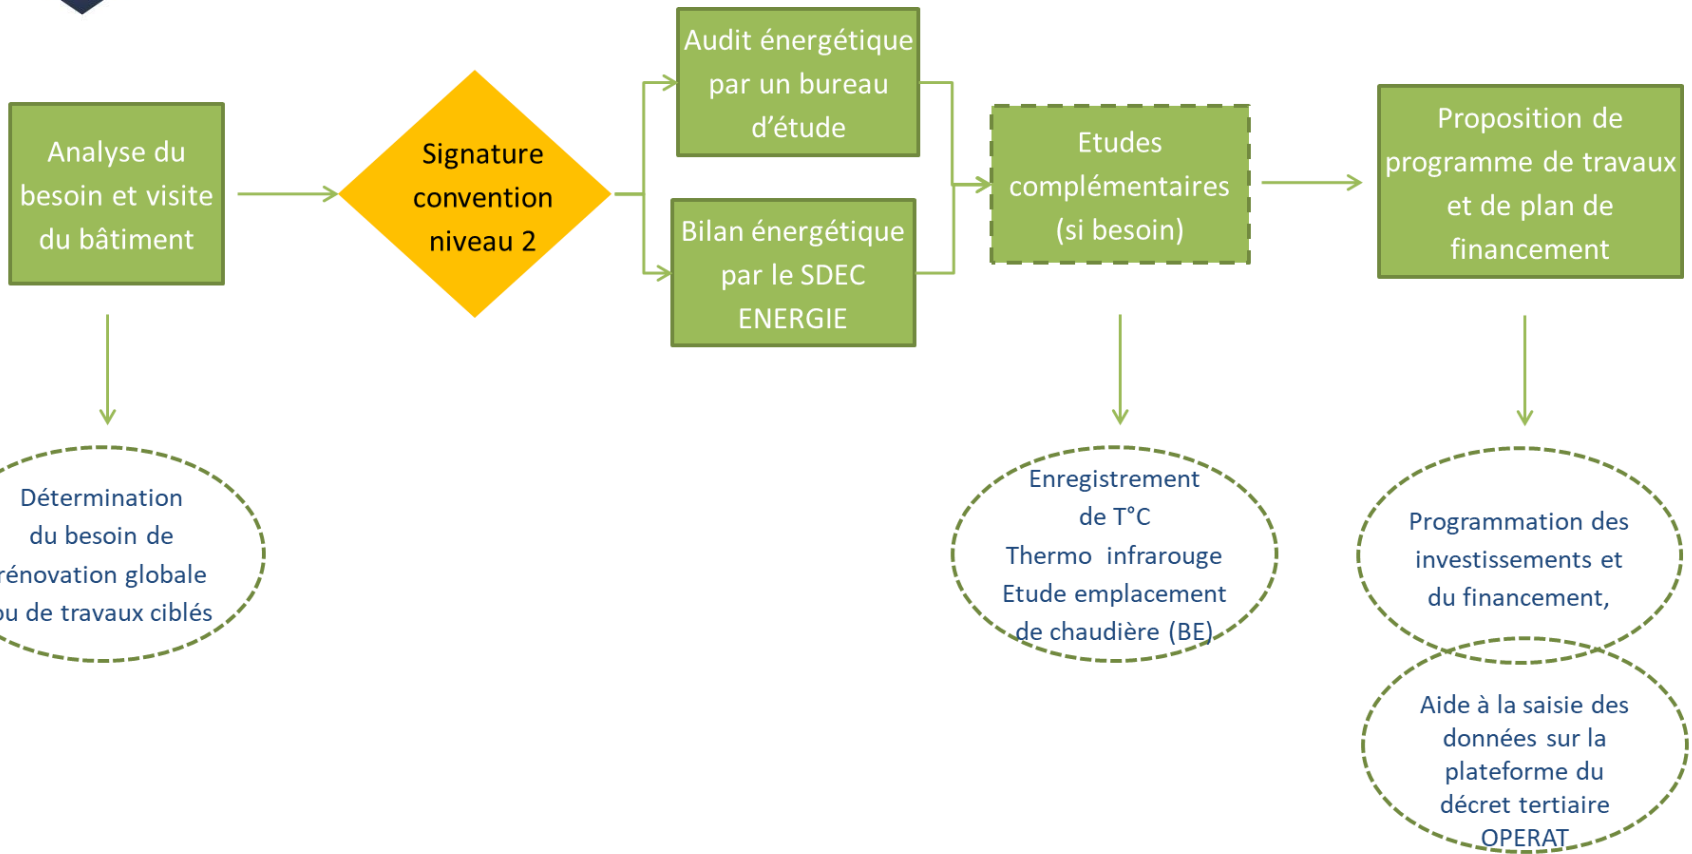 Analyse du
besoin et visite
du bâtiment
Signature
convention
niveau 2
Audit énergétique
par un bureau
d’étude
Bilan énergétique
par le SDEC
ENERGIE
Etudes
complémentaires
(si besoin)
Proposition de
programme de travaux
et de plan de
financement
Détermination
du besoin de
rénovation globale
ou de travaux ciblés
Enregistrement
de T°C
Thermo infrarouge
Etude emplacement
de chaudière (BE)
Programmation des
investissements et
du financement,
Aide à la saisie des
données sur la
plateforme du
décret tertiaire
OPERAT